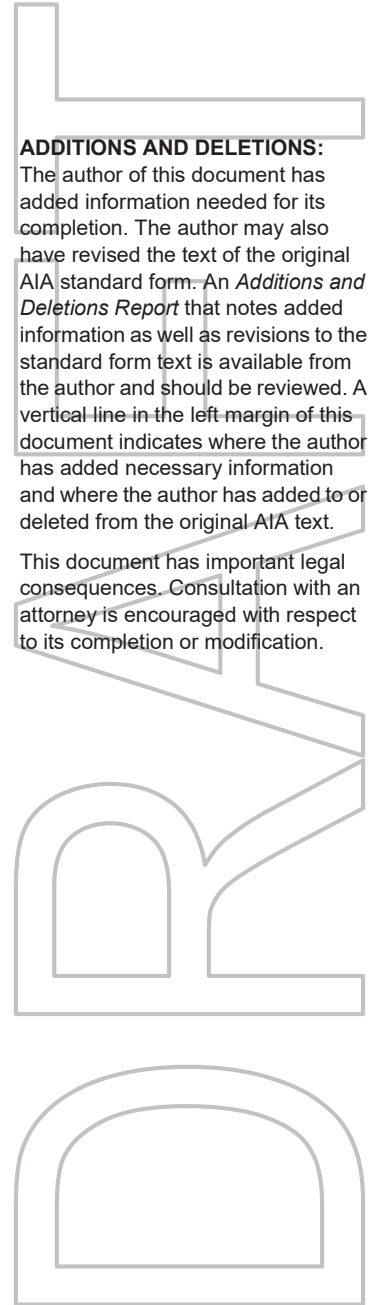 ADDITIONS AND DELETIONS:
The author of this document has
added information needed for its
completion. The author may also
have revised the text of the original
AIA standard form. An Additions and
Deletions Report that notes added
information as well as revisions to the
standard form text is available from
the author and should be reviewed. A
vertical line in the left margin of this
document indicates where the author
has added necessary information
and where the author has added to or
deleted from the original AIA text.
This document has important legal
consequences. Consultation with an
attorney is encouraged with respect
to its completion or modification.
DRAFT